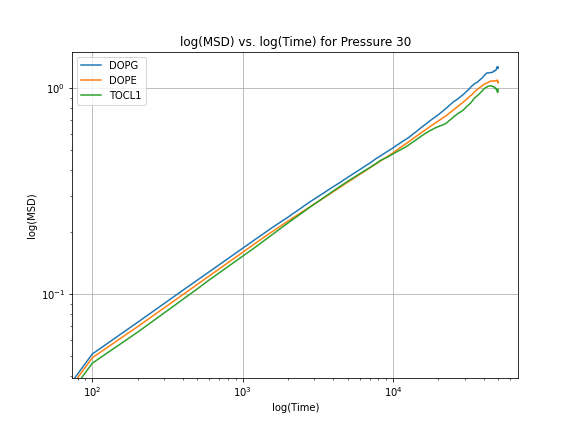 log(MSD) vs. log(Time) for Pressure 30
DOPG
DOPE
TOCL1
10⁰
10⁻¹
log(MSD)
10²
10³
10⁴
log(Time)